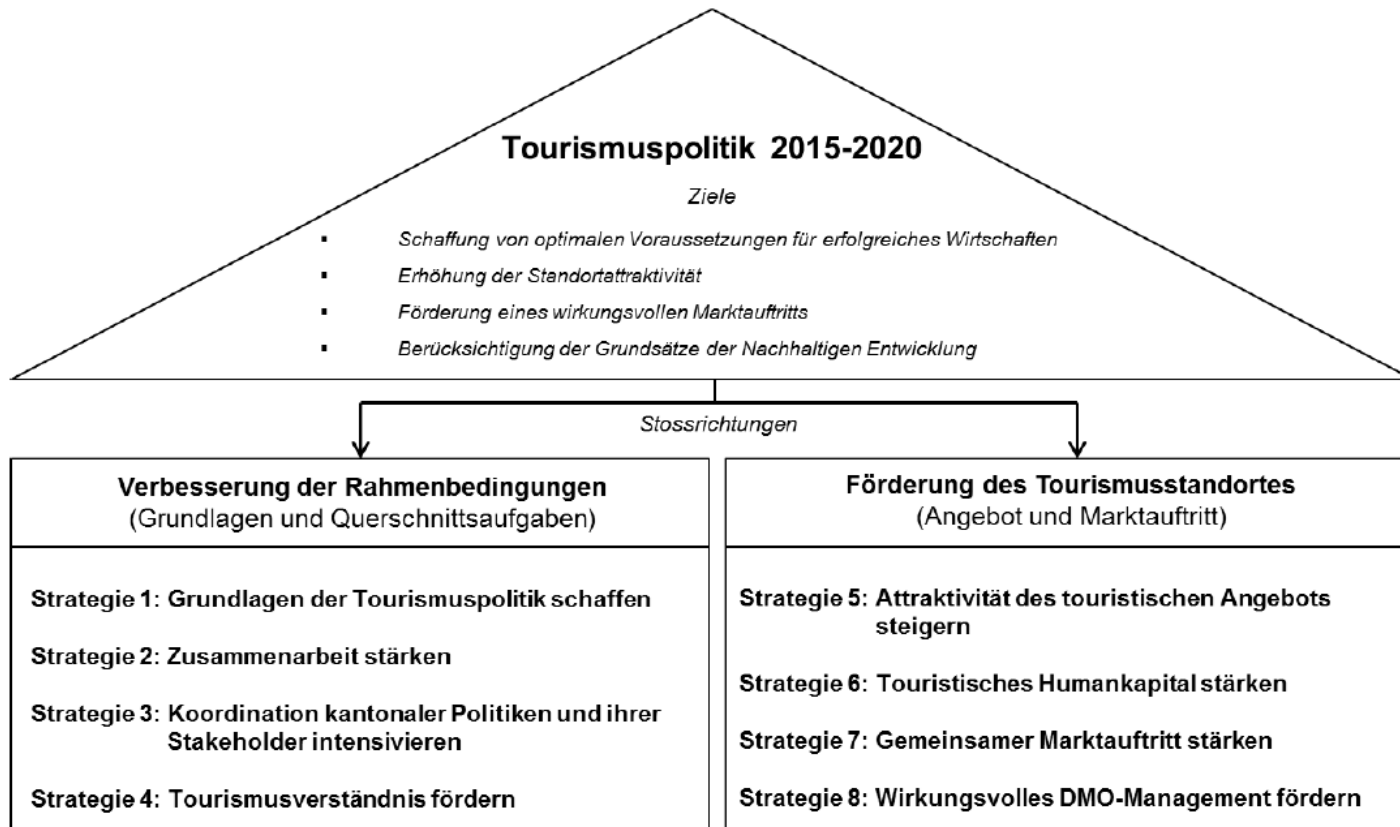 Tourismuspolitik 2015-2020
Ziele
▪ Schaffung von optimalen Voraussetzungen für erfolgreiches Wirtschaften
▪ Erhöhung der Standortattraktivität
▪ Förderung eines wirkungsvollen Marktauftritts
▪ Berücksichtigung der Grundsätze der Nachhaltigen Entwicklung
Stossrichtungen
Verbesserung der Rahmenbedingungen
(Grundlagen und Querschnittsaufgaben)
Strategie 1: Grundlagen der Tourismuspolitik schaffen
Strategie 2: Zusammenarbeit stärken
Strategie 3: Koordination kantonaler Politiken und ihrer
Stakeholder intensivieren
Strategie 4: Tourismusverständnis fördern
Förderung des Tourismusstandortes
(Angebot und Marktauftritt)
Strategie 5: Attraktivität des touristischen Angebots
steigern
Strategie 6: Touristisches Humankapital stärken
Strategie 7: Gemeinsamer Marktauftritt stärken
Strategie 8: Wirkungsvolles DMO-Management fördern